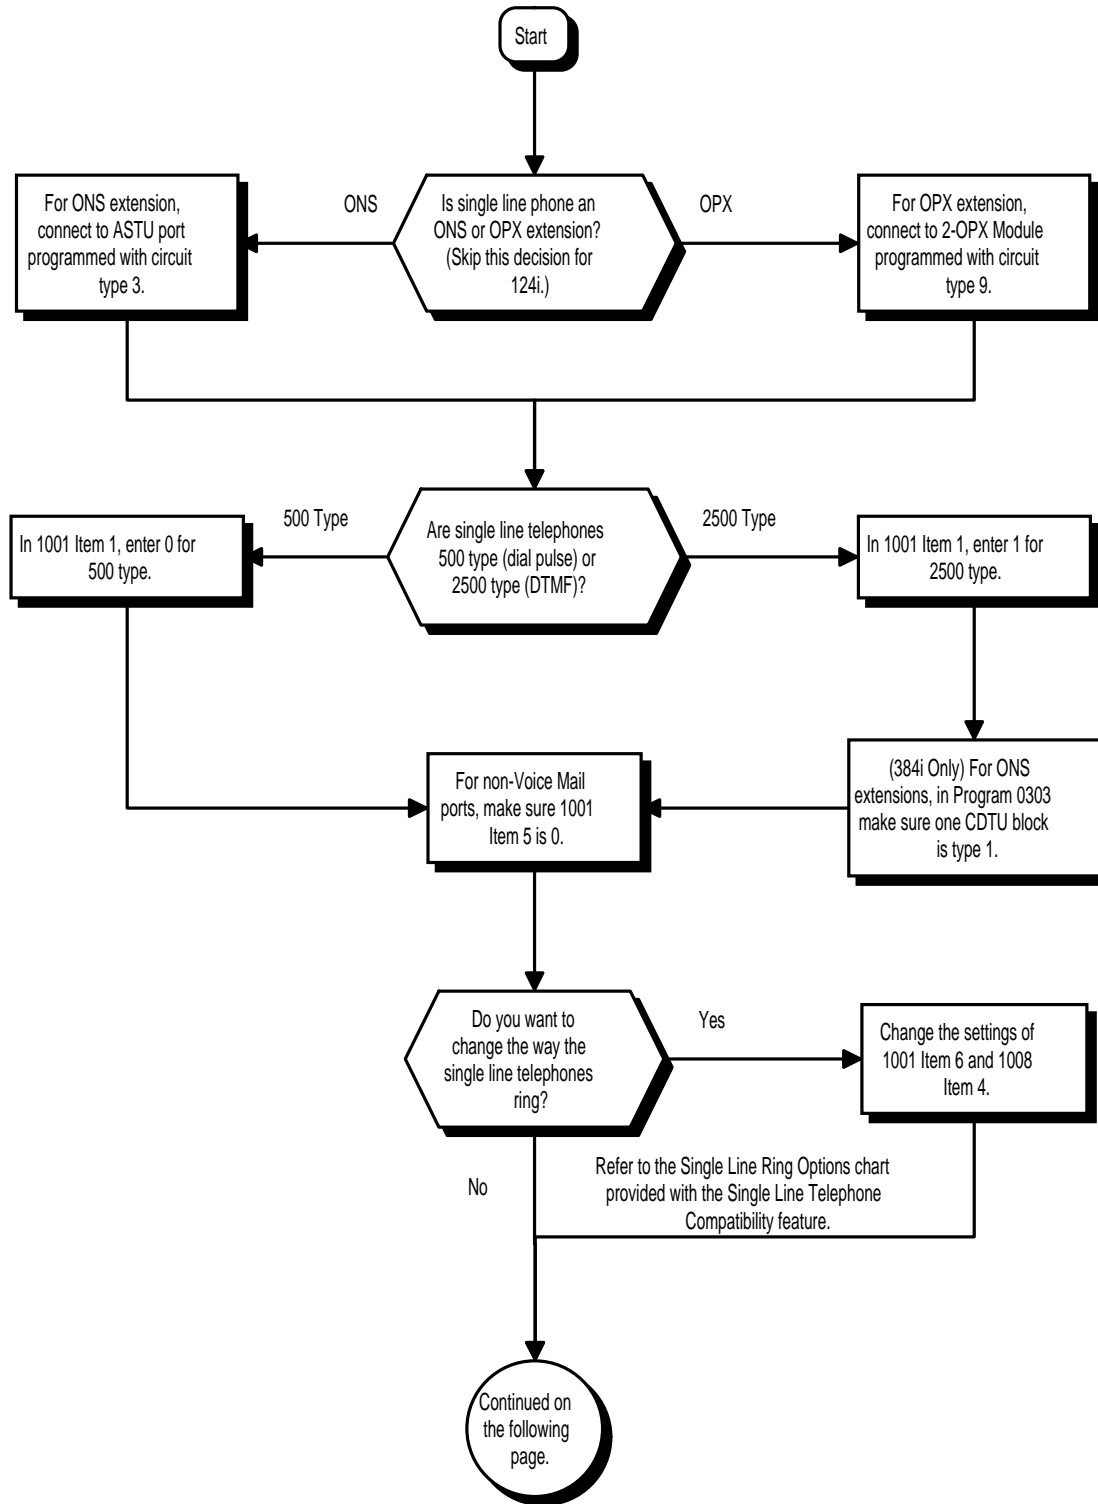 Start
For ONS extension,
connect to ASTU port
programmed with circuit
type 3.
ONS
Is single line phone an
ONS or OPX extension?
(Skip this decision for
124i.)
OPX
For OPX extension,
connect to 2-OPX Module
programmed with circuit
type 9.
In 1001 Item 1, enter 0 for
500 type.
500 Type
Are single line telephones
500 type (dial pulse) or
2500 type (DTMF)?
2500 Type
In 1001 Item 1, enter 1 for
2500 type.
For non-Voice Mail
ports, make sure 1001
Item 5 is 0.
(384i Only) For ONS
extensions, in Program 0303
make sure one CDTU block
is type 1.
Do you want to
change the way the
single line telephones
ring?
Yes
Change the settings of
1001 Item 6 and 1008
Item 4.
No
Refer to the Single Line Ring Options chart
provided with the Single Line Telephone
Compatibility feature.
Continued on
the following
page.